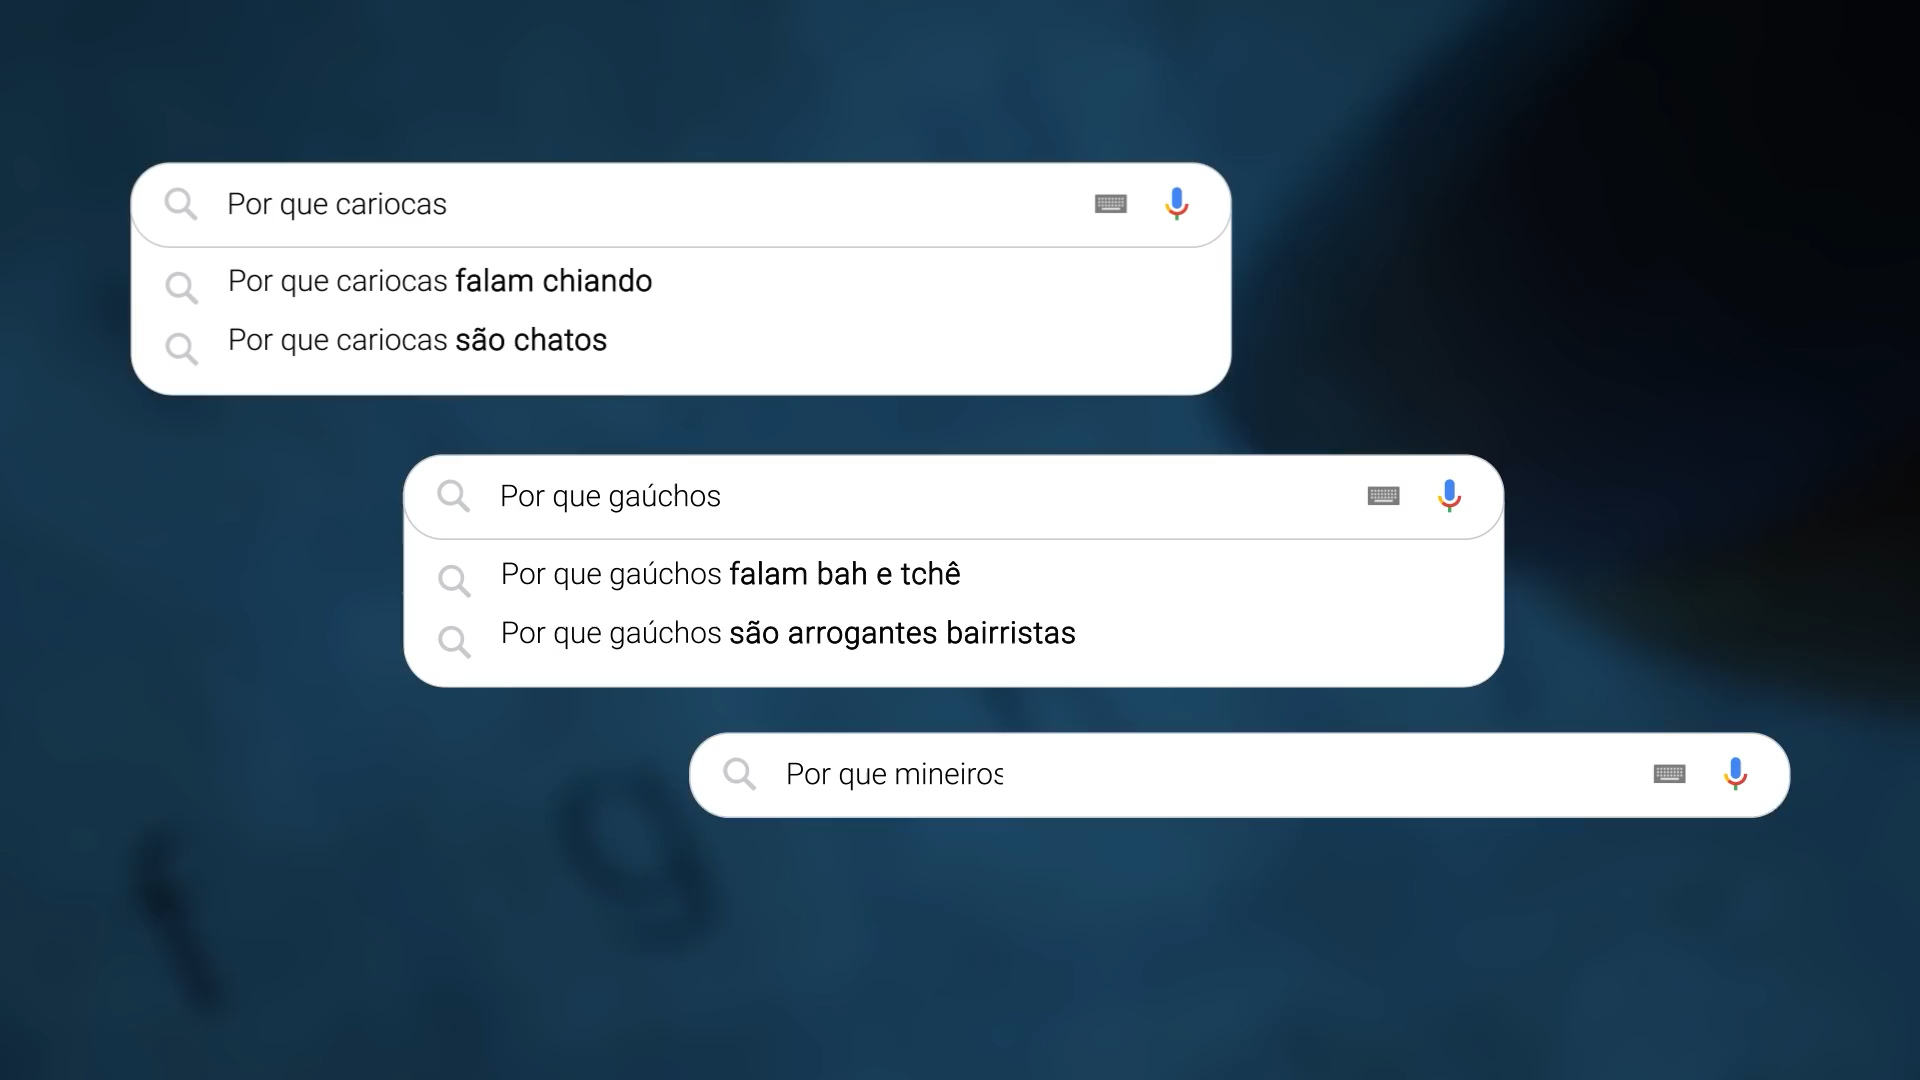 Por que cariocas
Por que cariocas falam chiando
Por que cariocas são chatos
Por que gaúchos
Por que gaúchos falam bah e tchê
Por que gaúchos são arrogantes bairristas
Por que mineiros
f
g